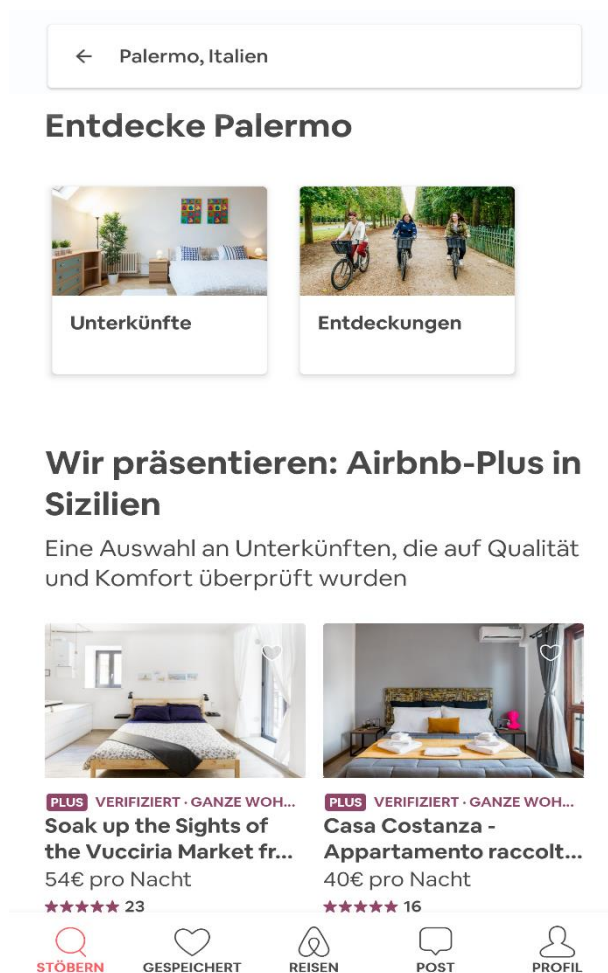 Palermo, Italien
Entdecke Palermo
Unterkünfte
Entdeckungen
Wir präsentieren: Airbnb-Plus in
Sizilien
Eine Auswahl an Unterkünften, die auf Qualität
und Komfort überprüft wurden
PLUS VERIFIZIERT · GANZE WOH...
Soak up the Sights of
the Vucciria Market fr...
54€ pro Nacht
★★★★★ 23
PLUS VERIFIZIERT · GANZE WOH...
Casa Costanza -
Appartamento raccolt...
40€ pro Nacht
★★★★★ 16
STÖBERN
GESPEICHERT
REISEN
POST
PROFIL